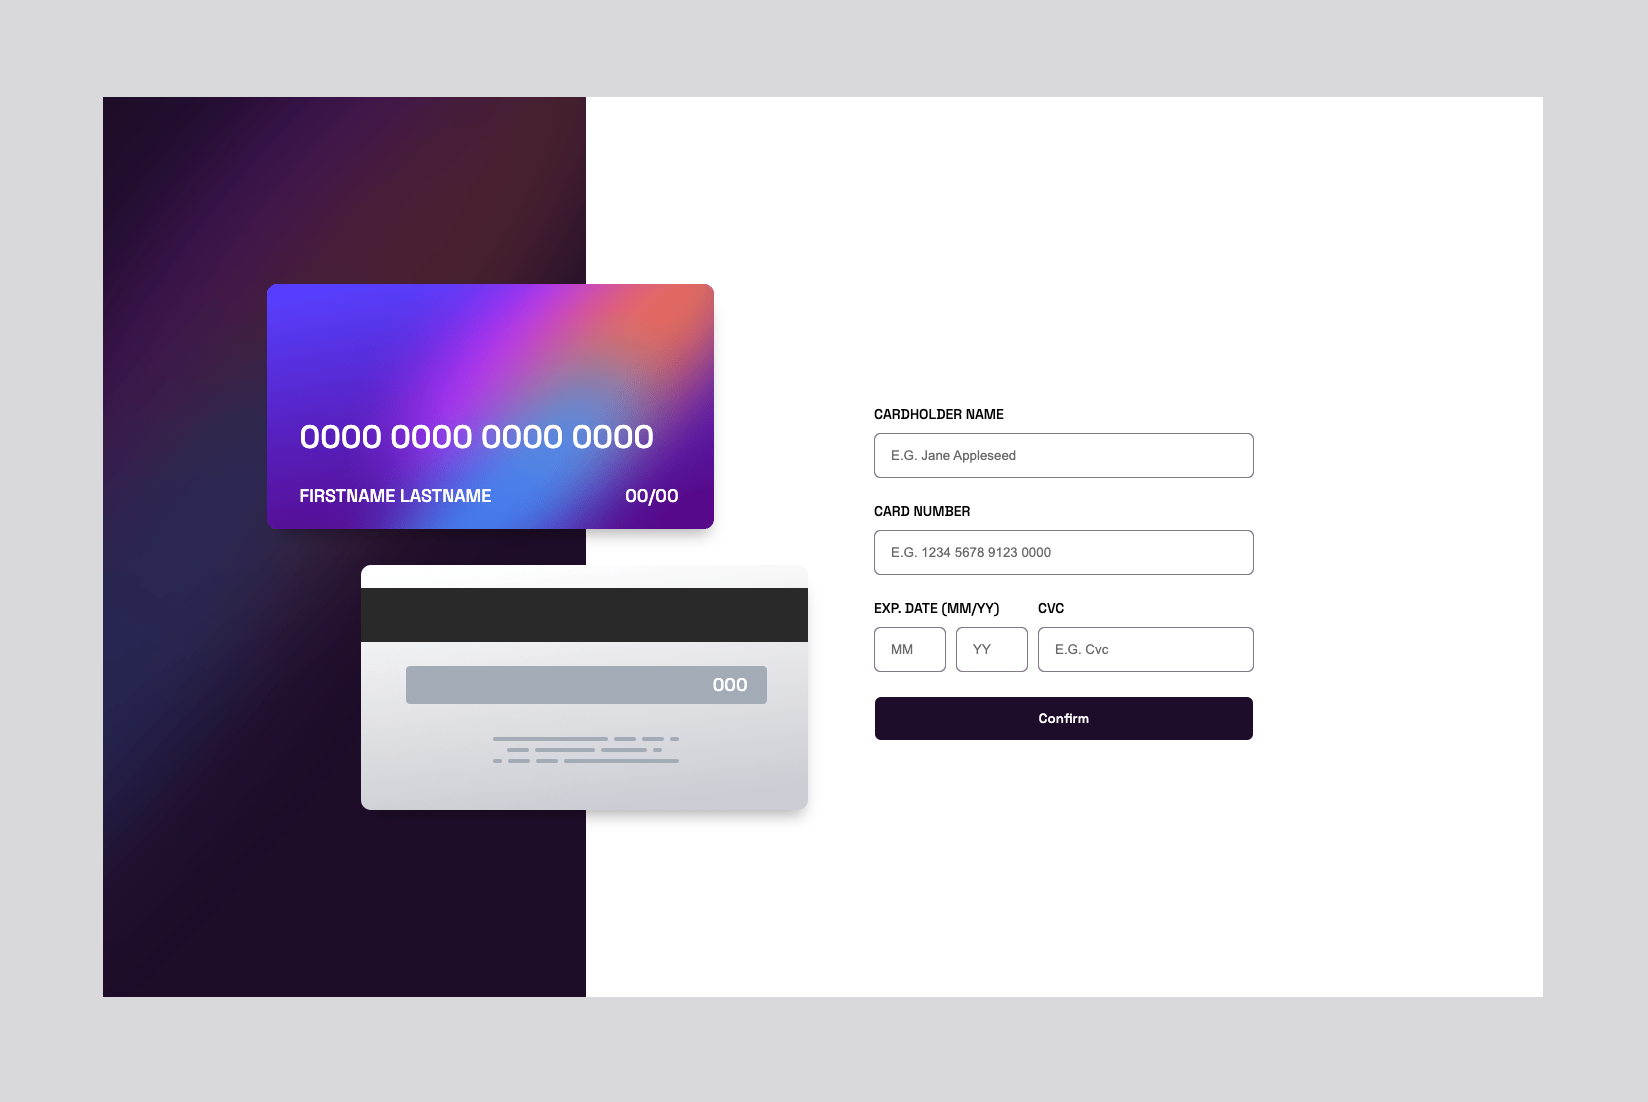 0000 0000 0000 0000
FIRSTNAME LASTNAME 00/00
000
CARDHOLDER NAME
E.G. Jane Appleseed
CARD NUMBER
E.G. 1234 5678 9123 0000
EXP. DATE (MM/YY) CVC
MM YY E.G. Cvc
Confirm